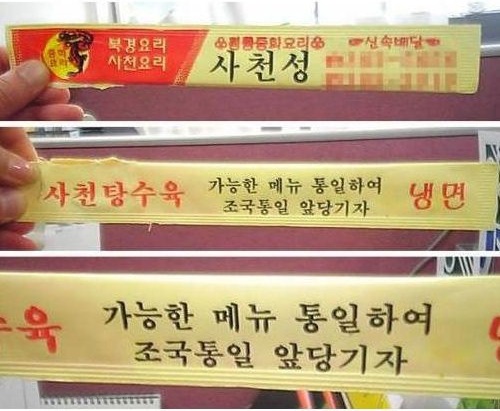 북경요리
사천요리
중화요리
사천성
신속배달
사천탕수육
가능한 메뉴 통일하여
조국통일 앞당기자
냉면
수육
가능한 메뉴 통일하여
조국통일 앞당기자